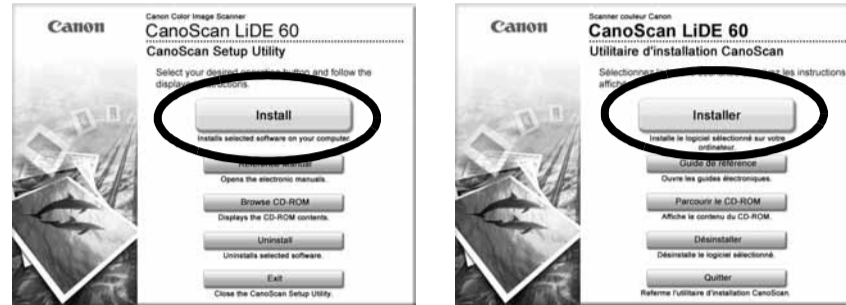 Canon
Canon Color Image Scanner
CanoScan LiDE 60
CanoScan Setup Utility
Select your desired button and follow the
Install
Installs selected software on your computer.
Reference Manual
Opens the electronic manuals.
Browse CD-ROM
Displays the CD-ROM contents.
Uninstall
Uninstalls selected software.
Exit
Close the CanoScan Setup Utility.
Canon
Scanner couleur Canon
CanoScan LiDE 60
Utilitaire d'installation CanoScan
Sélectionnez les instructions
Installer
Installe le logiciel sélectionné sur votre
ordinateur.
Guide de référence
Ouvre les guides électroniques.
Parcourir le CD-ROM
Affiche le contenu du CD-ROM.
Désinstaller
Désinstalle le logiciel sélectionné.
Quitter
Referme l'utilitaire d'installation CanoScan.